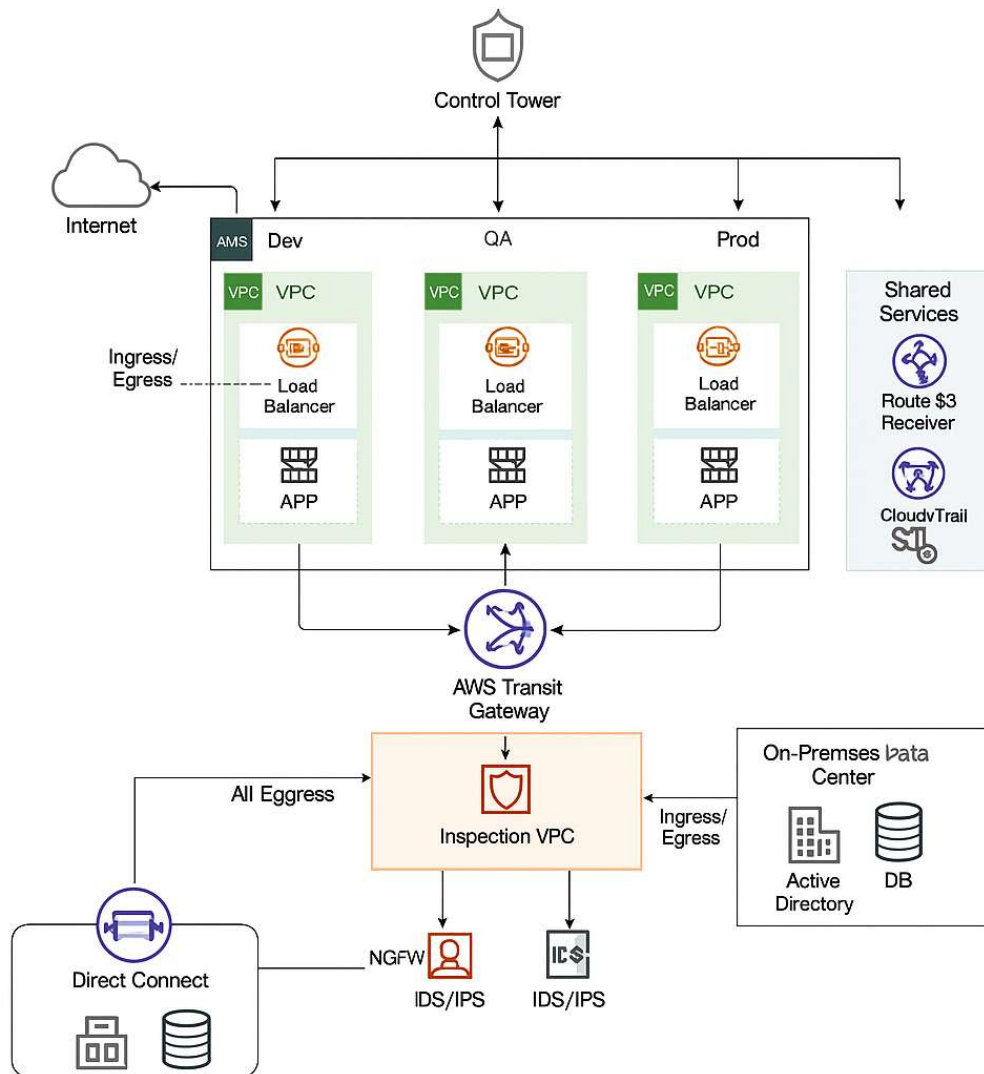 Control Tower
Internet
AMS
Dev
QA
Prod
VPC
VPC
VPC
VPC
VPC
VPC
Shared
Services
Ingress/
Egress
Load
Balancer
Load
Balancer
Load
Balancer
Route $3
Receiver
APP
APP
APP
CloudvTrail
AWS Transit
Gateway
On-Premses Data
Center
All Eggress
Inspection VPC
Ingress/
Egress
Active
Directory
DB
Direct Connect
NGFW
IDS/IPS
IDS/IPS